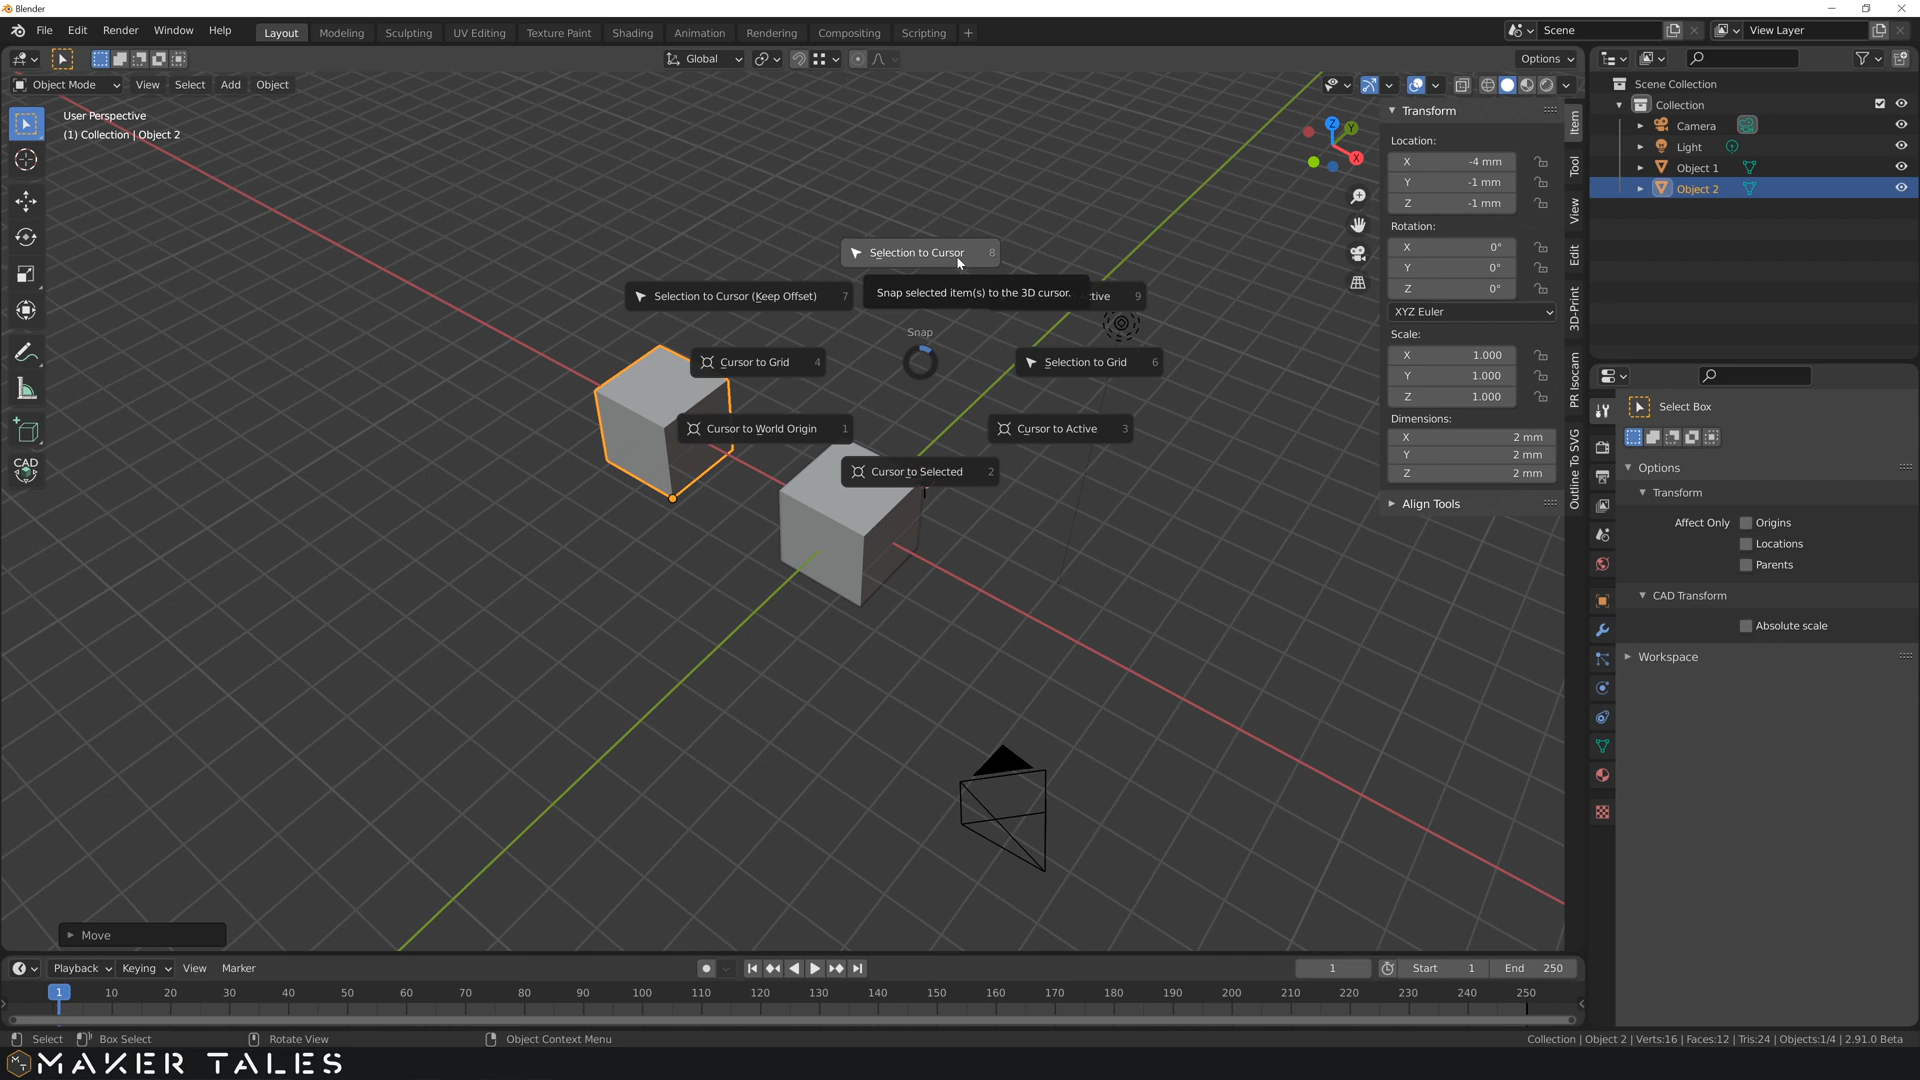 Blender
File Edit Render Window Help
Layout Modeling Sculpting UV Editing Texture Paint Shading Animation Rendering Compositing Scripting +
Scene
View Layer
Global
Options
Object Mode View Select Add Object
User Perspective
(1) Collection | Object 2
Z
Y
X
Selection to Cursor 8
Selection to Cursor (Keep Offset) 7
Snap selected item(s) to the 3D cursor.
ctive 9
Snap
Cursor to Grid 4
Selection to Grid 6
Cursor to World Origin 1
Cursor to Active 3
Cursor to Selected 2
Transform
Location:
X -4 mm
Y -1 mm
Z -1 mm
Rotation:
X 0°
Y 0°
Z 0°
XYZ Euler
Scale:
X 1.000
Y 1.000
Z 1.000
Dimensions:
X 2 mm
Y 2 mm
Z 2 mm
Align Tools
Item
Tool
View
Edit
3D-Print
PR Isocam
Outline To SVG
CAD
Move
Scene Collection
Collection
Camera
Light
Object 1
Object 2
Select Box
Options
Transform
Affect Only Origins
Locations
Parents
CAD Transform
Absolute scale
Workspace
Playback Keying View Marker
1 Start 1 End 250
1 10 20 30 40 50 60 70 80 90 100 110 120 130 140 150 160 170 180 190 200 210 220 230 240 250
Select Box Select Rotate View Object Context Menu
Collection | Object 2 | Verts:16 | Faces:12 | Tris:24 | Objects:1/4 | 2.91.0 Beta
MAKER TALES